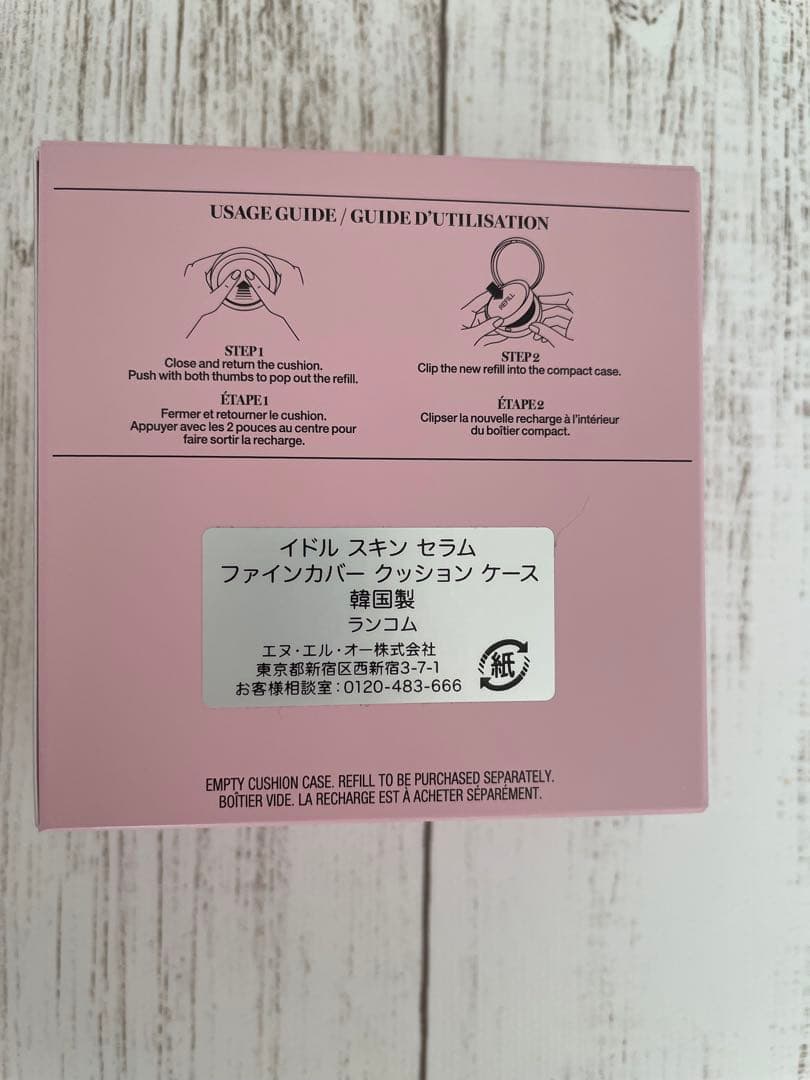 USAGE GUIDE / GUIDE D'UTILISATION
REFILL
STEP 1
Close and return the cushion.
Push with both thumbs to pop out the refill.
ÉTAPE 1
Fermer et retourner le cushion.
Appuyer avec les 2 pouces au centre pour
faire sortir la recharge.
STEP 2
Clip the new refill into the compact case.
ÉTAPE 2
Clipser la nouvelle recharge à l'intérieur
du boîtier compact.
イドル スキン セラム
ファインカバー クッション ケース
韓国製
ランコム
エヌ・エル・オー株式会社
東京都新宿区西新宿3-7-1
お客様相談室：0120-483-666
紙
EMPTY CUSHION CASE. REFILL TO BE PURCHASED SEPARATELY.
BOÎTIER VIDE. LA RECHARGE EST À ACHETER SÉPARÉMENT.